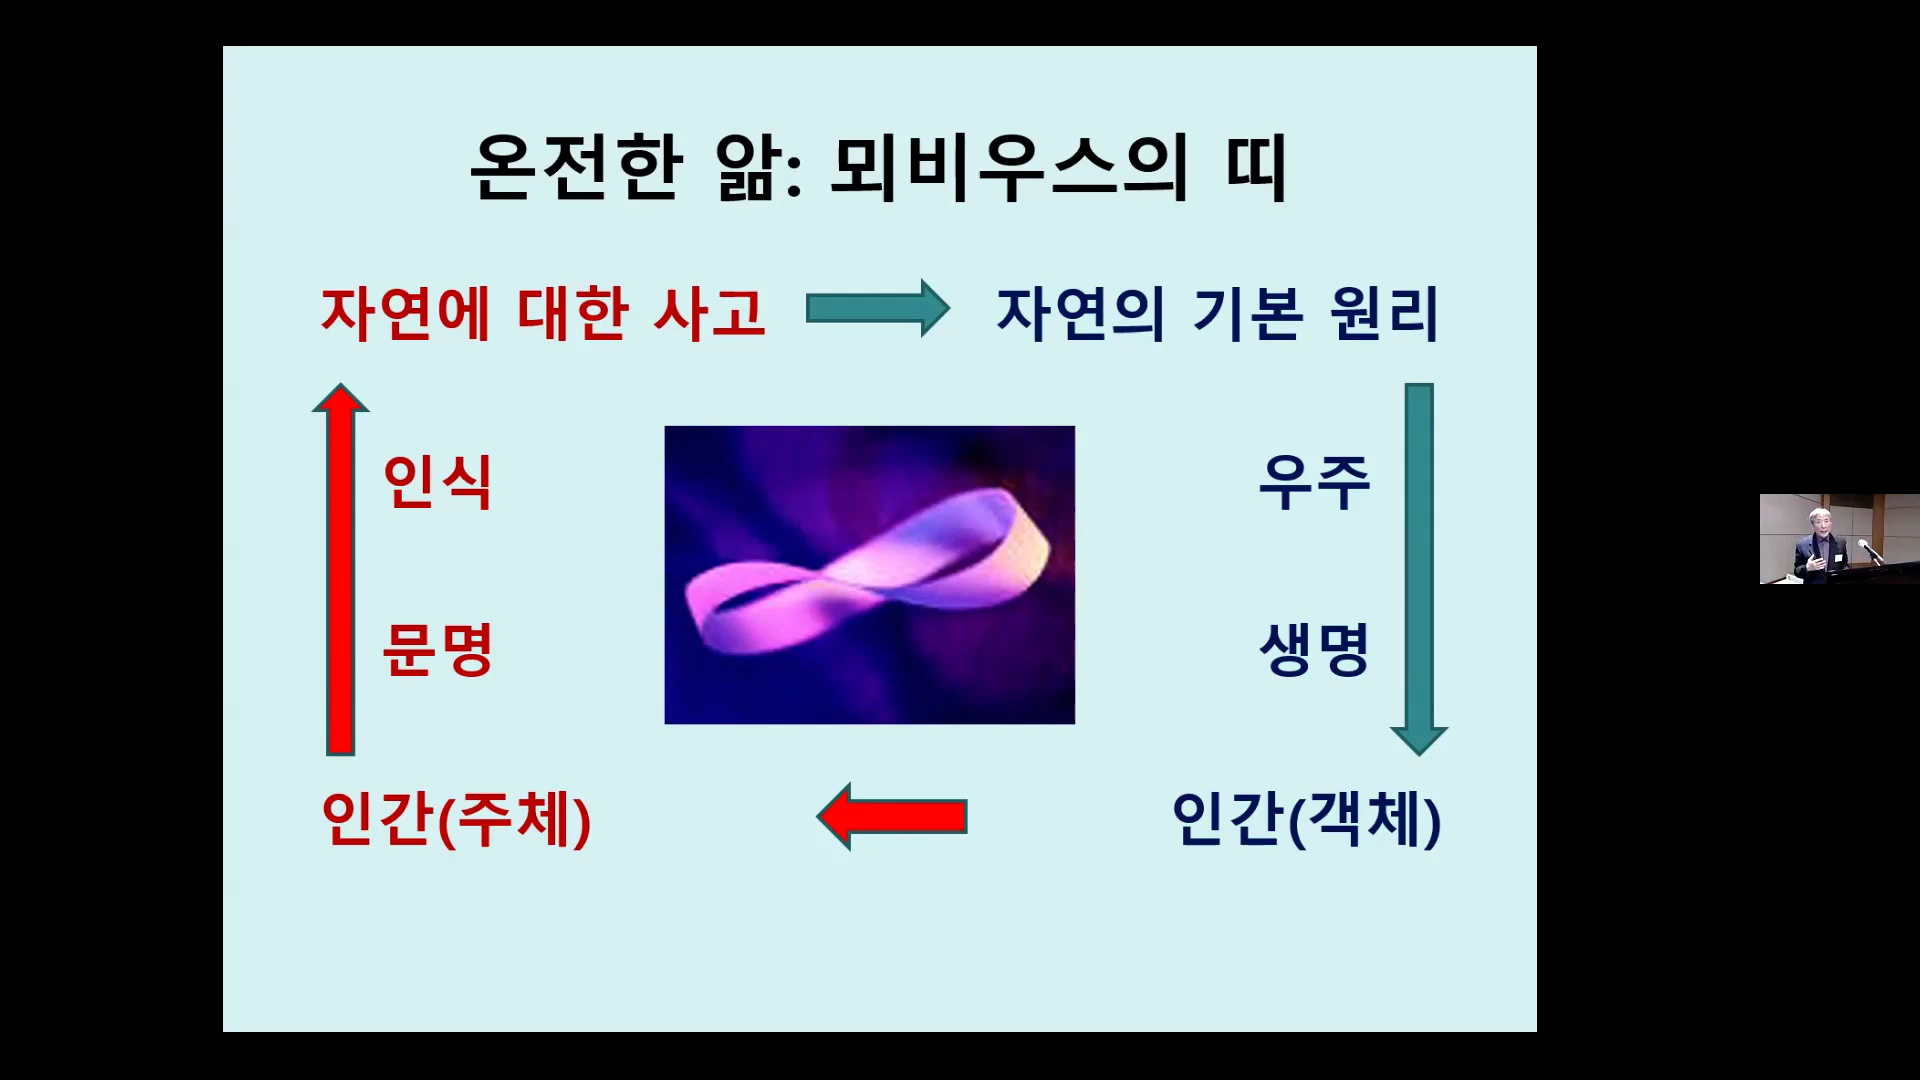 온전한 앎: 뫼비우스의 띠
자연에 대한 사고
자연의 기본 원리
인식
우주
문명
생명
인간(주체)
인간(객체)